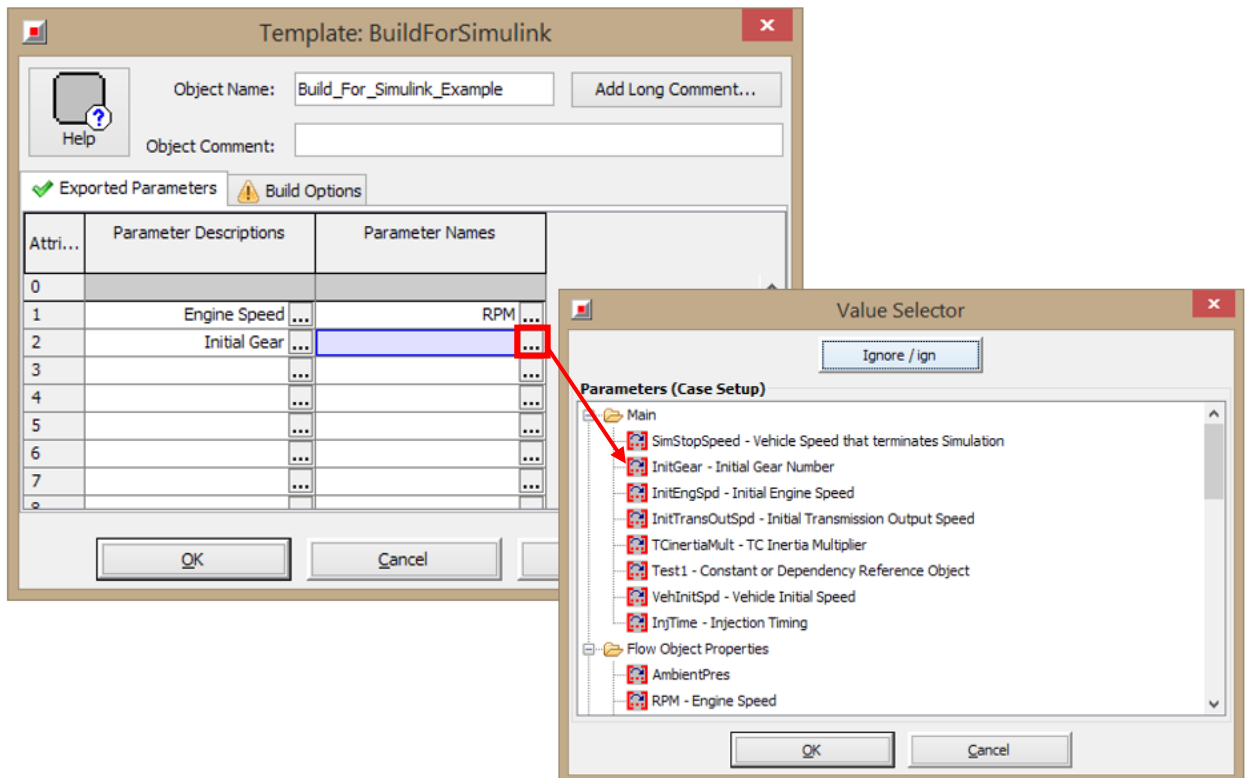 Template: BuildForSimulink
Object Name: Build_For_Simulink_Example Add Long Comment...
Help
Object Comment:
Exported Parameters Build Options
Attri... Parameter Descriptions Parameter Names
0
1 Engine Speed ... RPM ...
2 Initial Gear ... ...
3 ... ...
4 ... ...
5 ... ...
6 ... ...
7 ... ...
8
OK Cancel
Value Selector
Ignore / ign
Parameters (Case Setup)
Main
SimStopSpeed - Vehicle Speed that terminates Simulation
InitGear - Initial Gear Number
InitEngSpd - Initial Engine Speed
InitTransOutSpd - Initial Transmission Output Speed
TCinertiaMult - TC Inertia Multiplier
Test1 - Constant or Dependency Reference Object
VehInitSpd - Vehicle Initial Speed
InjTime - Injection Timing
Flow Object Properties
AmbientPres
RPM - Engine Speed
OK Cancel